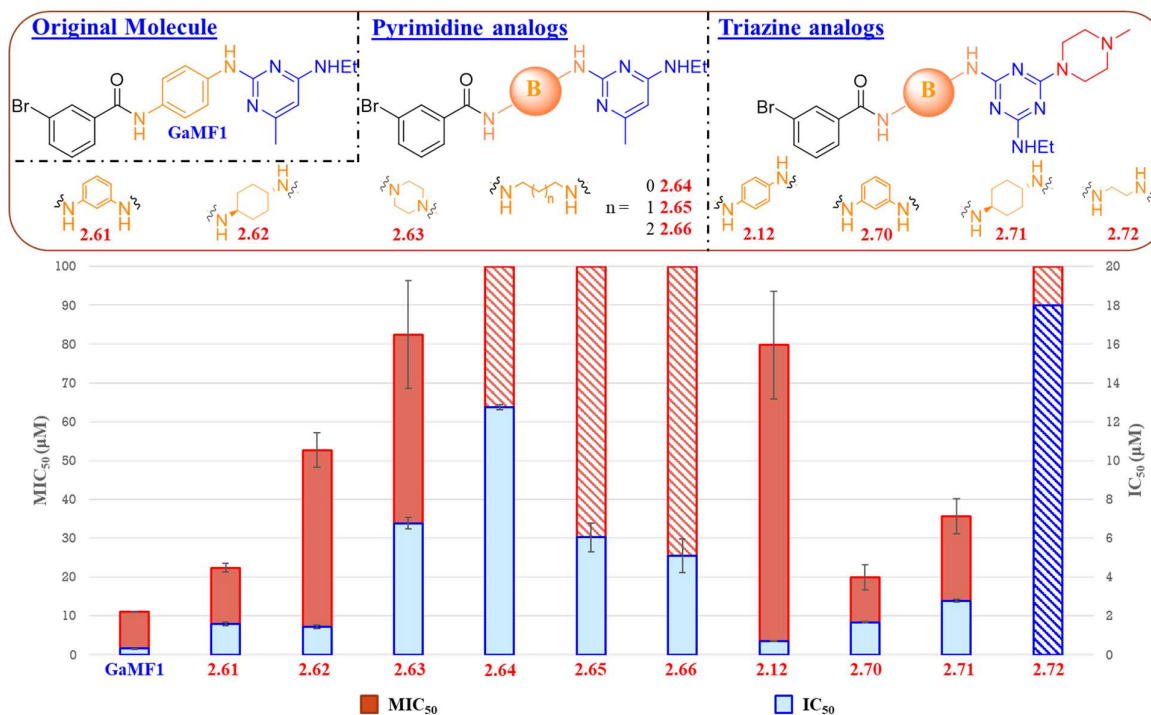 Original Molecule
Pyrimidine analogs
Triazine analogs
H
N
N
NHEt
O
N
Br
N
H
GaMF1
H
N
N
NHEt
O
B
N
Br
NH
N
N
H
N
N
N
O
B
N
N
Br
NH
NHEt
N
H
N
H
2.61
H
N
N
H
2.62
N
N
2.63
N
H
n
N
H
n =
0 2.64
1 2.65
2 2.66
H
N
N
H
2.12
N
H
N
H
2.70
H
N
N
H
2.71
H
N
N
H
2.72
MIC50 (µM)
100
90
80
70
60
50
40
30
20
10
0
20
18
16
14
12
10
8
6
4
2
0
IC50 (µM)
GaMF1 2.61 2.62 2.63 2.64 2.65 2.66 2.12 2.70 2.71 2.72
MIC50 IC50